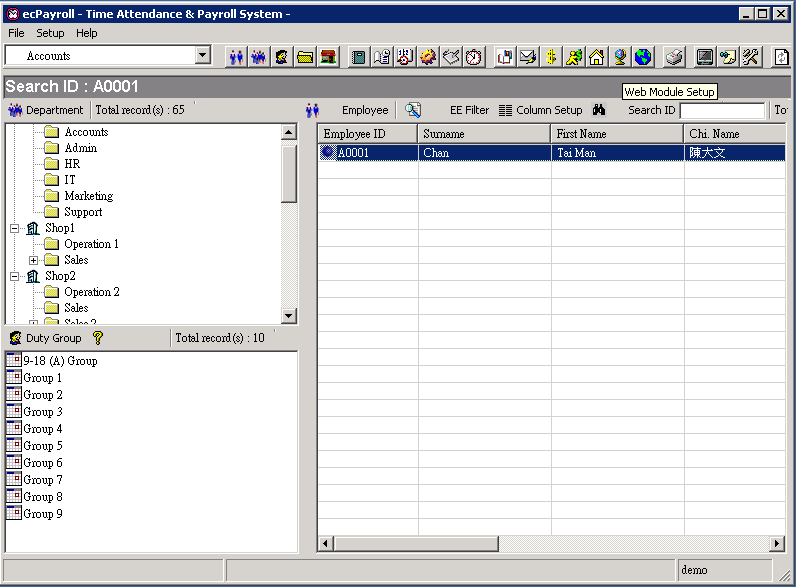 ecPayroll - Time Attendance & Payroll System -
File Setup Help
Accounts
Search ID : A0001
Web Module Setup
Department Total record(s) : 65 Employee EE Filter Column Setup Search ID To
Accounts
Admin
HR
IT
Marketing
Support
Shop1
Operation 1
Sales
Shop2
Operation 2
Sales
Sales 2
Duty Group Total record(s) : 10
9-18 (A) Group
Group 1
Group 2
Group 3
Group 4
Group 5
Group 6
Group 7
Group 8
Group 9
Employee ID Surname First Name Chi. Name
A0001 Chan Tai Man 陳大文
demo